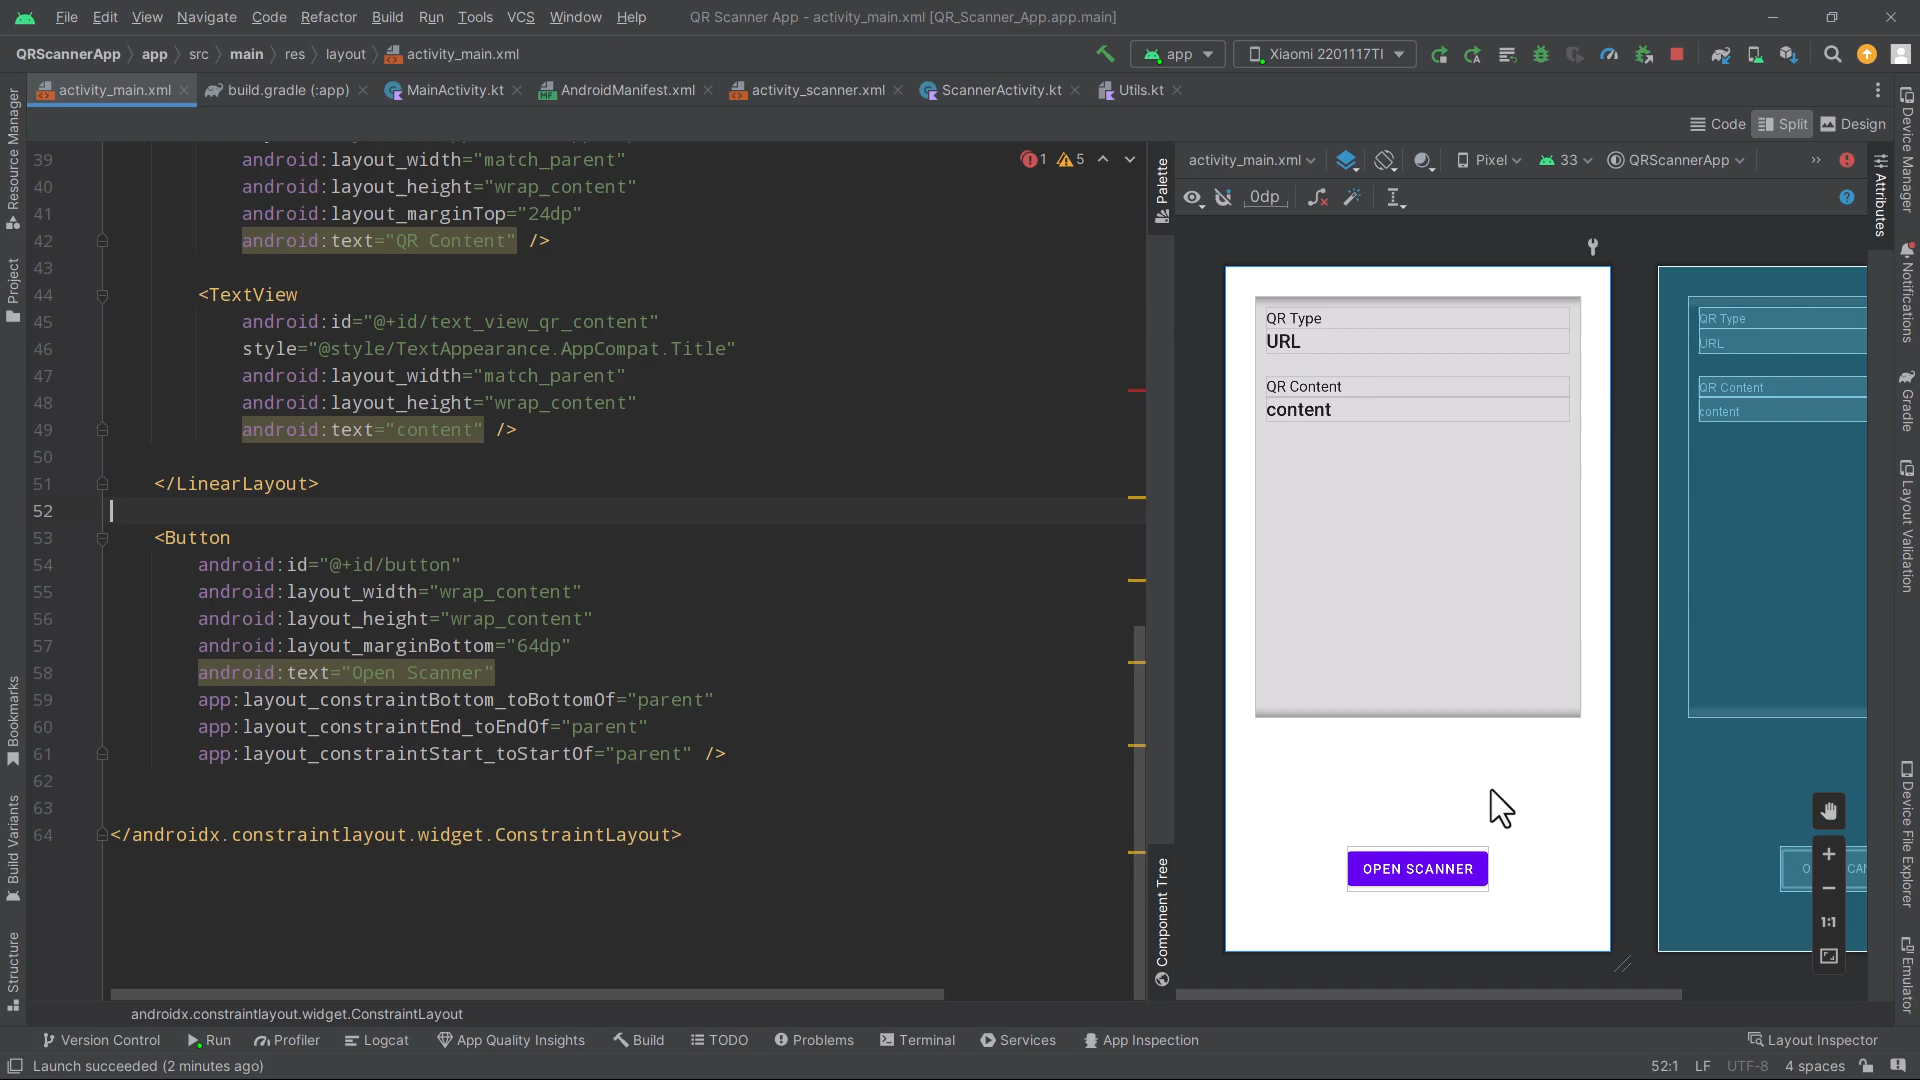 File Edit View Navigate Code Refactor Build Run Tools VCS Window Help QR Scanner App - activity_main.xml [QR_Scanner_App.app.main]
QRScannerApp app src main res layout activity_main.xml app Xiaomi 2201117TI
activity_main.xml build.gradle (:app) MainActivity.kt AndroidManifest.xml activity_scanner.xml ScannerActivity.kt Utils.kt
Code Split Design
39 android:layout_width="match_parent"
40 android:layout_height="wrap_content"
41 android:layout_marginTop="24dp"
42 android:text="QR Content" />
43
44 <TextView
45 android:id="@+id/text_view_qr_content"
46 style="@style/TextAppearance.AppCompat.Title"
47 android:layout_width="match_parent"
48 android:layout_height="wrap_content"
49 android:text="content" />
50
51 </LinearLayout>
52
53 <Button
54 android:id="@+id/button"
55 android:layout_width="wrap_content"
56 android:layout_height="wrap_content"
57 android:layout_marginBottom="64dp"
58 android:text="Open Scanner"
59 app:layout_constraintBottom_toBottomOf="parent"
60 app:layout_constraintEnd_toEndOf="parent"
61 app:layout_constraintStart_toStartOf="parent" />
62
63
64 </androidx.constraintlayout.widget.ConstraintLayout>
1 5
androidx.constraintlayout.widget.ConstraintLayout
Resource Manager
Project
Bookmarks
Build Variants
Structure
Palette
Component Tree
activity_main.xml Pixel 33 QRScannerApp
0dp
QR Type
URL
QR Content
content
OPEN SCANNER
QR Type
URL
QR Content
content
1:1
Attributes
Device Manager
Notifications
Gradle
Layout Validation
Device File Explorer
Emulator
Version Control Run Profiler Logcat App Quality Insights Build TODO Problems Terminal Services App Inspection Layout Inspector
Launch succeeded (2 minutes ago) 52:1 LF UTF-8 4 spaces